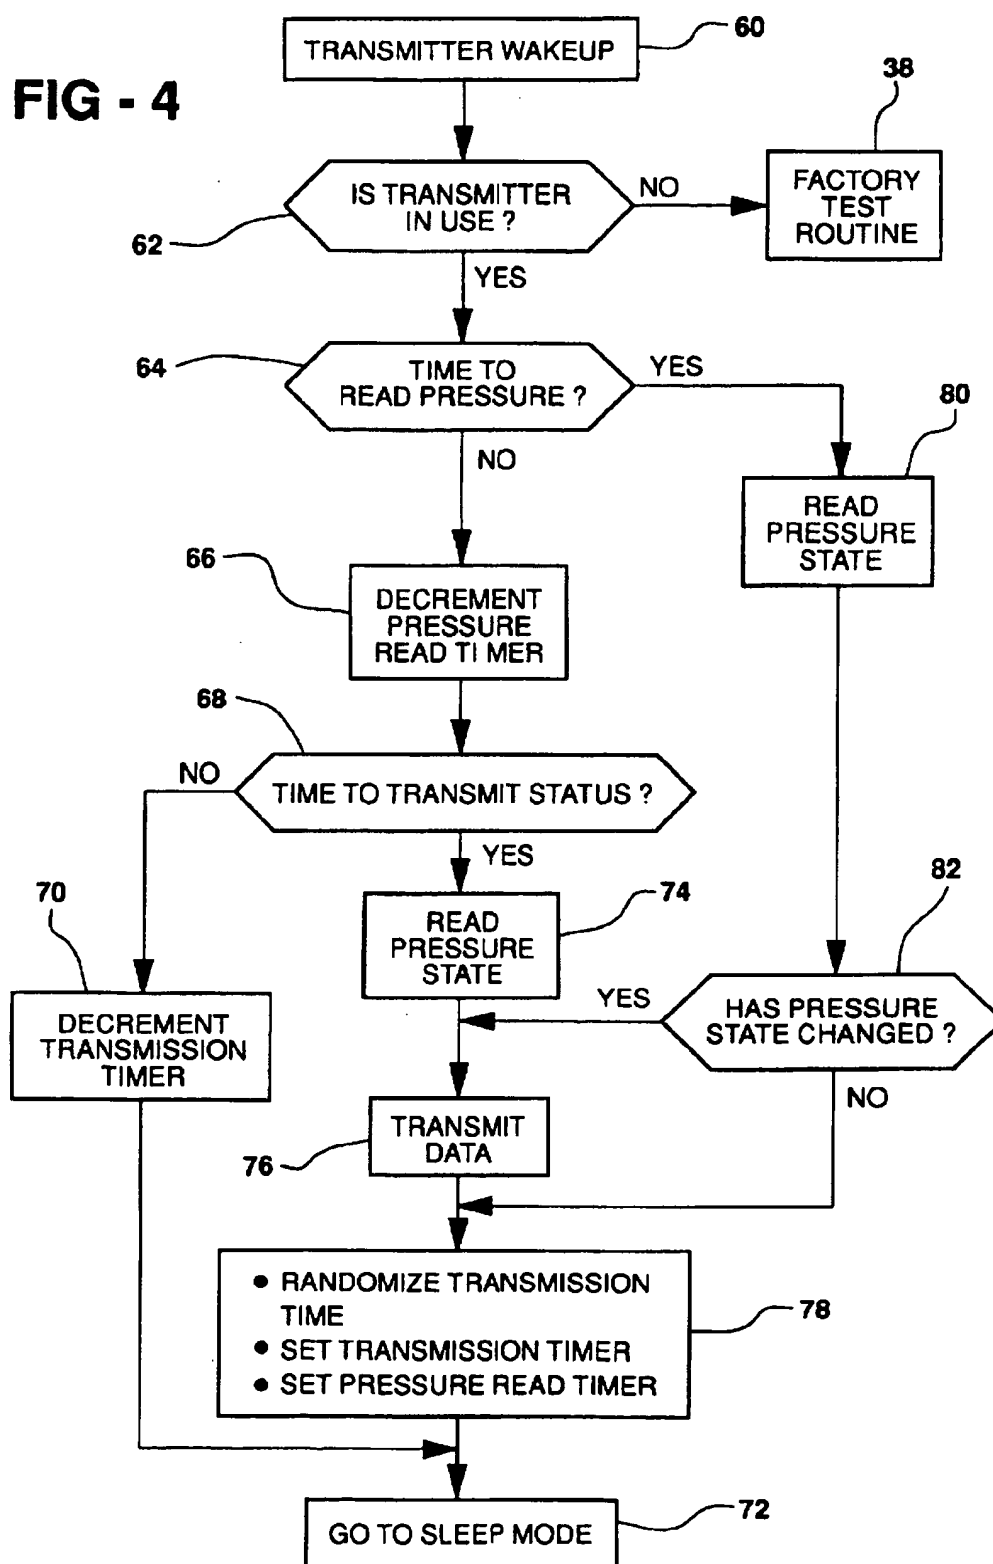 60
TRANSMITTER WAKEUP
FIG - 4
38
IS TRANSMITTER
IN USE ?
NO
FACTORY
TEST
ROUTINE
62
YES
64
TIME TO
READ PRESSURE ?
YES
80
NO
READ
PRESSURE
STATE
66
DECREMENT
PRESSURE
READ TI MER
68
NO
TIME TO TRANSMIT STATUS ?
YES
82
70
74
READ
PRESSURE
STATE
YES
HAS PRESSURE
STATE CHANGED ?
DECREMENT
TRANSMISSION
TIMER
NO
TRANSMIT
DATA
76
• RANDOMIZE TRANSMISSION
TIME
• SET TRANSMISSION TIMER
• SET PRESSURE READ TIMER
78
72
GO TO SLEEP MODE